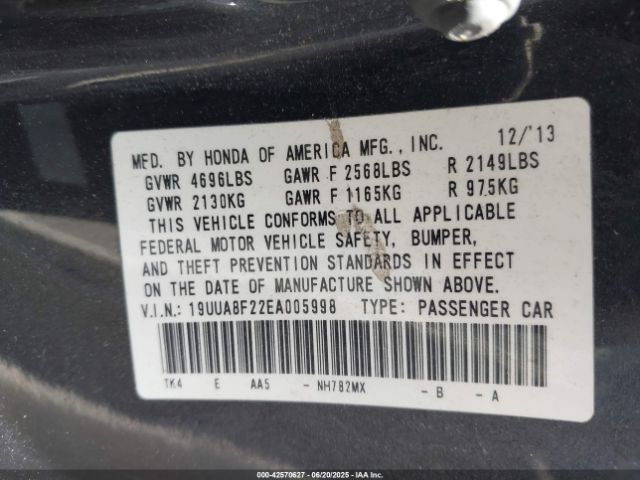 MFD. BY HONDA OF AMERICA MFG., INC. 12/'13
GVWR 4696LBS GAWR F 2568LBS R 2149LBS
GVWR 2130KG GAWR F 1165KG R 975KG
THIS VEHICLE CONFORMS TO ALL APPLICABLE
FEDERAL MOTOR VEHICLE SAFETY, BUMPER,
AND THEFT PREVENTION STANDARDS IN EFFECT
ON THE DATE OF MANUFACTURE SHOWN ABOVE.
V.I.N.: 19UUA8F22EA005998 TYPE: PASSENGER CAR
TK4 E AA5 - NH782MX - B - A
000-42570627 - 06/20/2025 - IAAI.COM